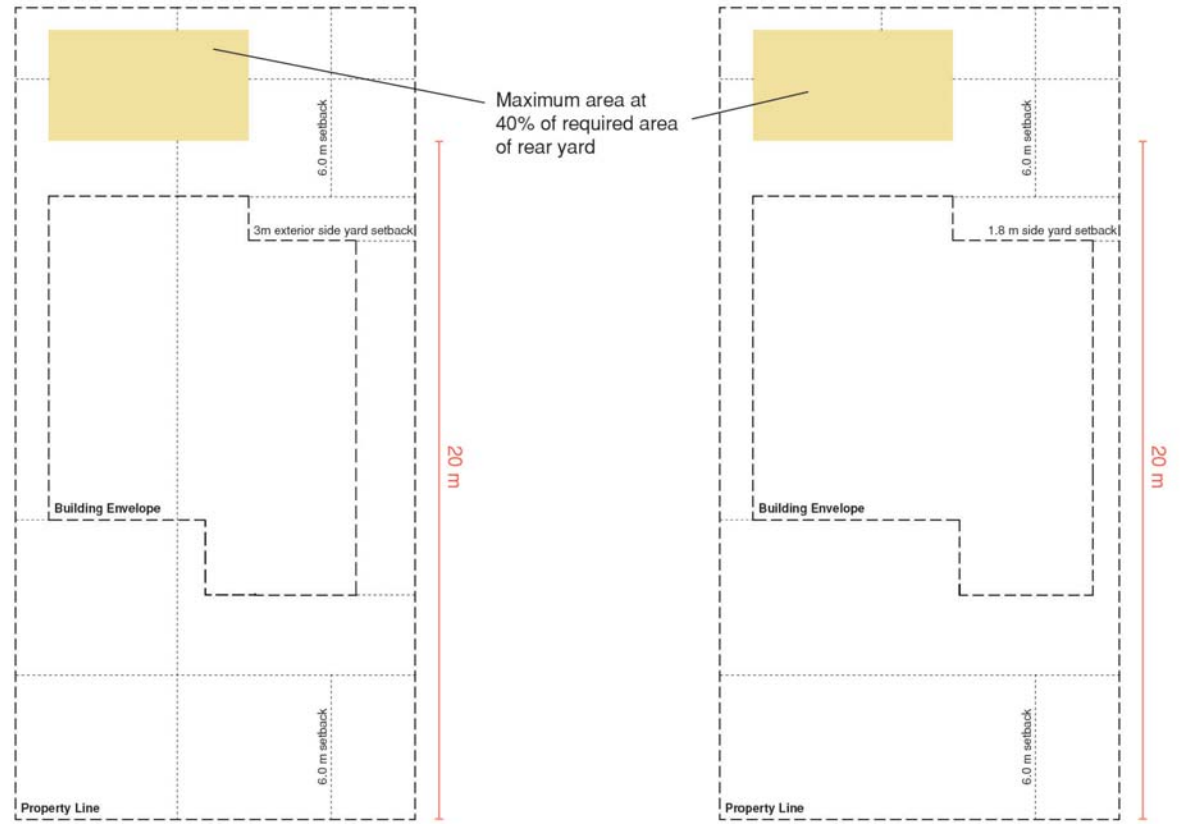 Maximum area at
40% of required area
of rear yard
6.0 m setback
3m exterior side yard setback
20 m
Building Envelope
6.0 m setback
Property Line
6.0 m setback
1.8 m side yard setback
20 m
Building Envelope
6.0 m setback
Property Line